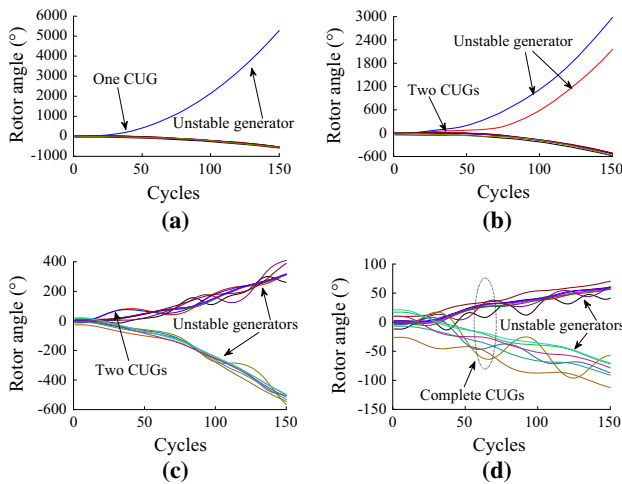 6000
5000
4000
3000
2000
1000
0
-1000
Rotor angle (°)
One CUG
Unstable generator
0 50 100 150
Cycles
(a)
3000
2400
1800
1200
600
0
-600
Rotor angle (°)
Unstable generator
Two CUGs
0 50 100 150
Cycles
(b)
400
200
0
-200
-400
-600
Rotor angle (°)
Unstable generators
Two CUGs
0 50 100 150
Cycles
(c)
100
50
0
-50
-100
-150
Rotor angle (°)
Unstable generators
Complete CUGs
0 50 100 150
Cycles
(d)